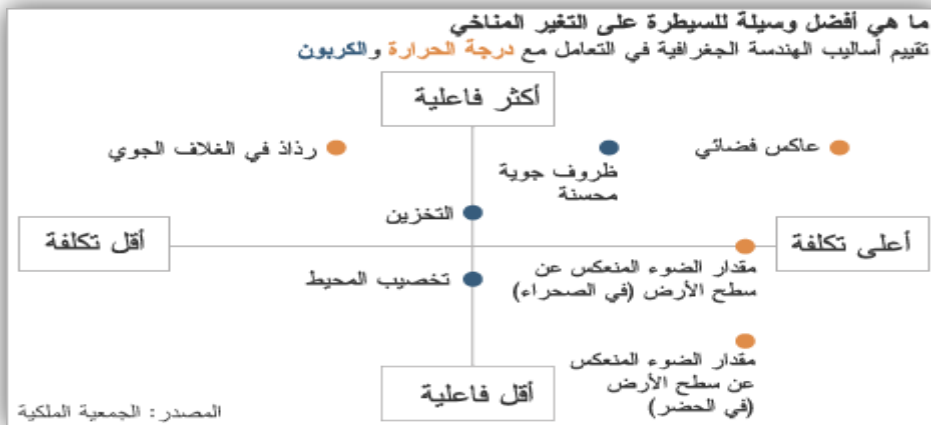 ما هي أفضل وسيلة للسيطرة على التغير المناخي
تقييم أساليب الهندسة الجغرافية في التعامل مع درجة الحرارة والكربون
أكثر فاعلية
عاكس فضائي
ظروف جوية
محسنة
رذاذ في الغلاف الجوي
التخزين
أعلى تكلفة
أقل تكلفة
مقدار الضوء المنعكس عن
سطح الأرض (في الصحراء)
تخصيب المحيط
مقدار الضوء المنعكس
عن سطح الأرض
(في الحضر)
أقل فاعلية
المصدر: الجمعية الملكية